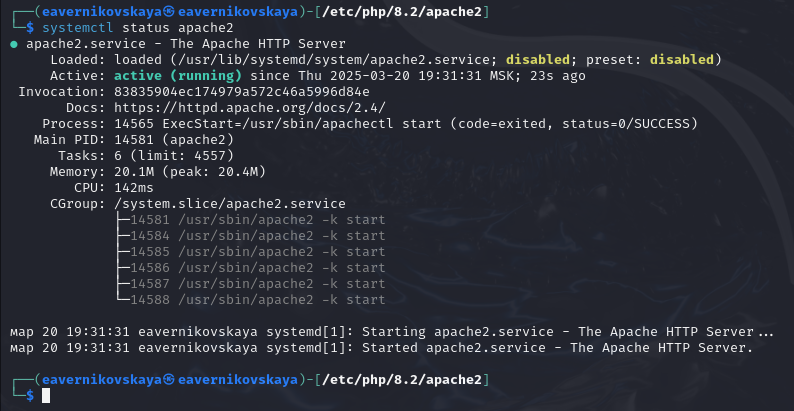 ┌──(eavernikovskaya㉿eavernikovskaya)-[/etc/php/8.2/apache2]
└─$ systemctl status apache2
● apache2.service - The Apache HTTP Server
     Loaded: loaded (/usr/lib/systemd/system/apache2.service; disabled; preset: disabled)
     Active: active (running) since Thu 2025-03-20 19:31:31 MSK; 23s ago
 Invocation: 83835904ec174979a572c46a5996d84e
       Docs: https://httpd.apache.org/docs/2.4/
    Process: 14565 ExecStart=/usr/sbin/apachectl start (code=exited, status=0/SUCCESS)
   Main PID: 14581 (apache2)
      Tasks: 6 (limit: 4557)
     Memory: 20.1M (peak: 20.4M)
        CPU: 142ms
     CGroup: /system.slice/apache2.service
             ├─14581 /usr/sbin/apache2 -k start
             ├─14584 /usr/sbin/apache2 -k start
             ├─14585 /usr/sbin/apache2 -k start
             ├─14586 /usr/sbin/apache2 -k start
             ├─14587 /usr/sbin/apache2 -k start
             └─14588 /usr/sbin/apache2 -k start
мар 20 19:31:31 eavernikovskaya systemd[1]: Starting apache2.service - The Apache HTTP Server...
мар 20 19:31:31 eavernikovskaya systemd[1]: Started apache2.service - The Apache HTTP Server.
┌──(eavernikovskaya㉿eavernikovskaya)-[/etc/php/8.2/apache2]
└─$